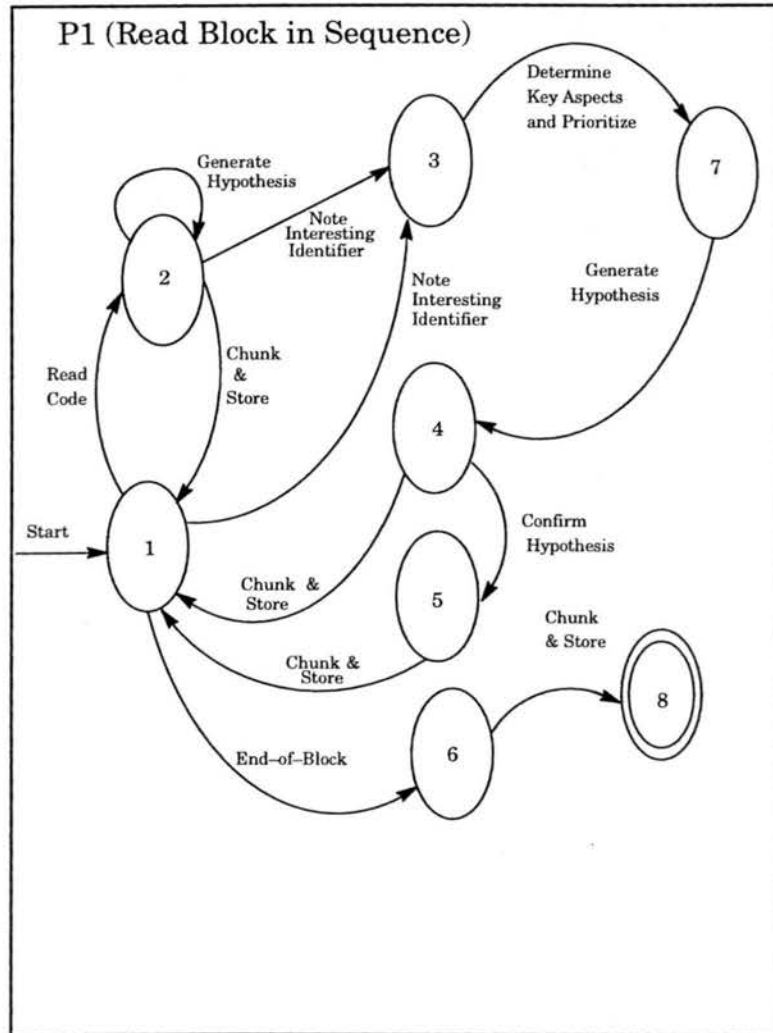 P1 (Read Block in Sequence)
Determine
Key Aspects
and Prioritize
3
7
Generate
Hypothesis
2
Note
Interesting
Identifier
Note
Interesting
Identifier
Generate
Hypothesis
Read
Code
Chunk
&
Store
4
Start
1
Confirm
Hypothesis
Chunk &
Store
5
Chunk &
Store
Chunk
& Store
8
End–of–Block
6